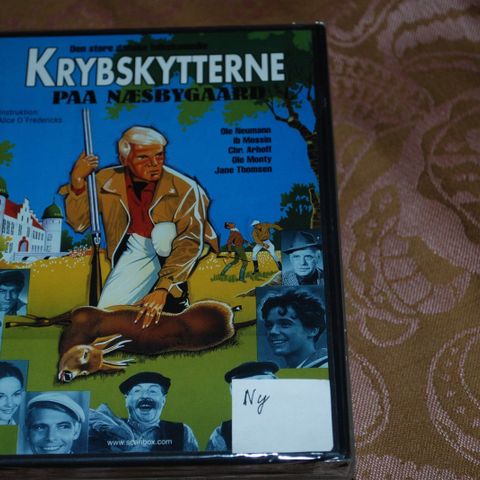 Den store danske folkekomedie
KRYBSKYTTERNE
PAA NÆSBYGAARD
instruktion:
Alice O'Fredericks
Ole Neumann
Ib Mossin
Chr. Arhoff
Ole Monty
Jane Thomsen
Ny
www.scanbox.com